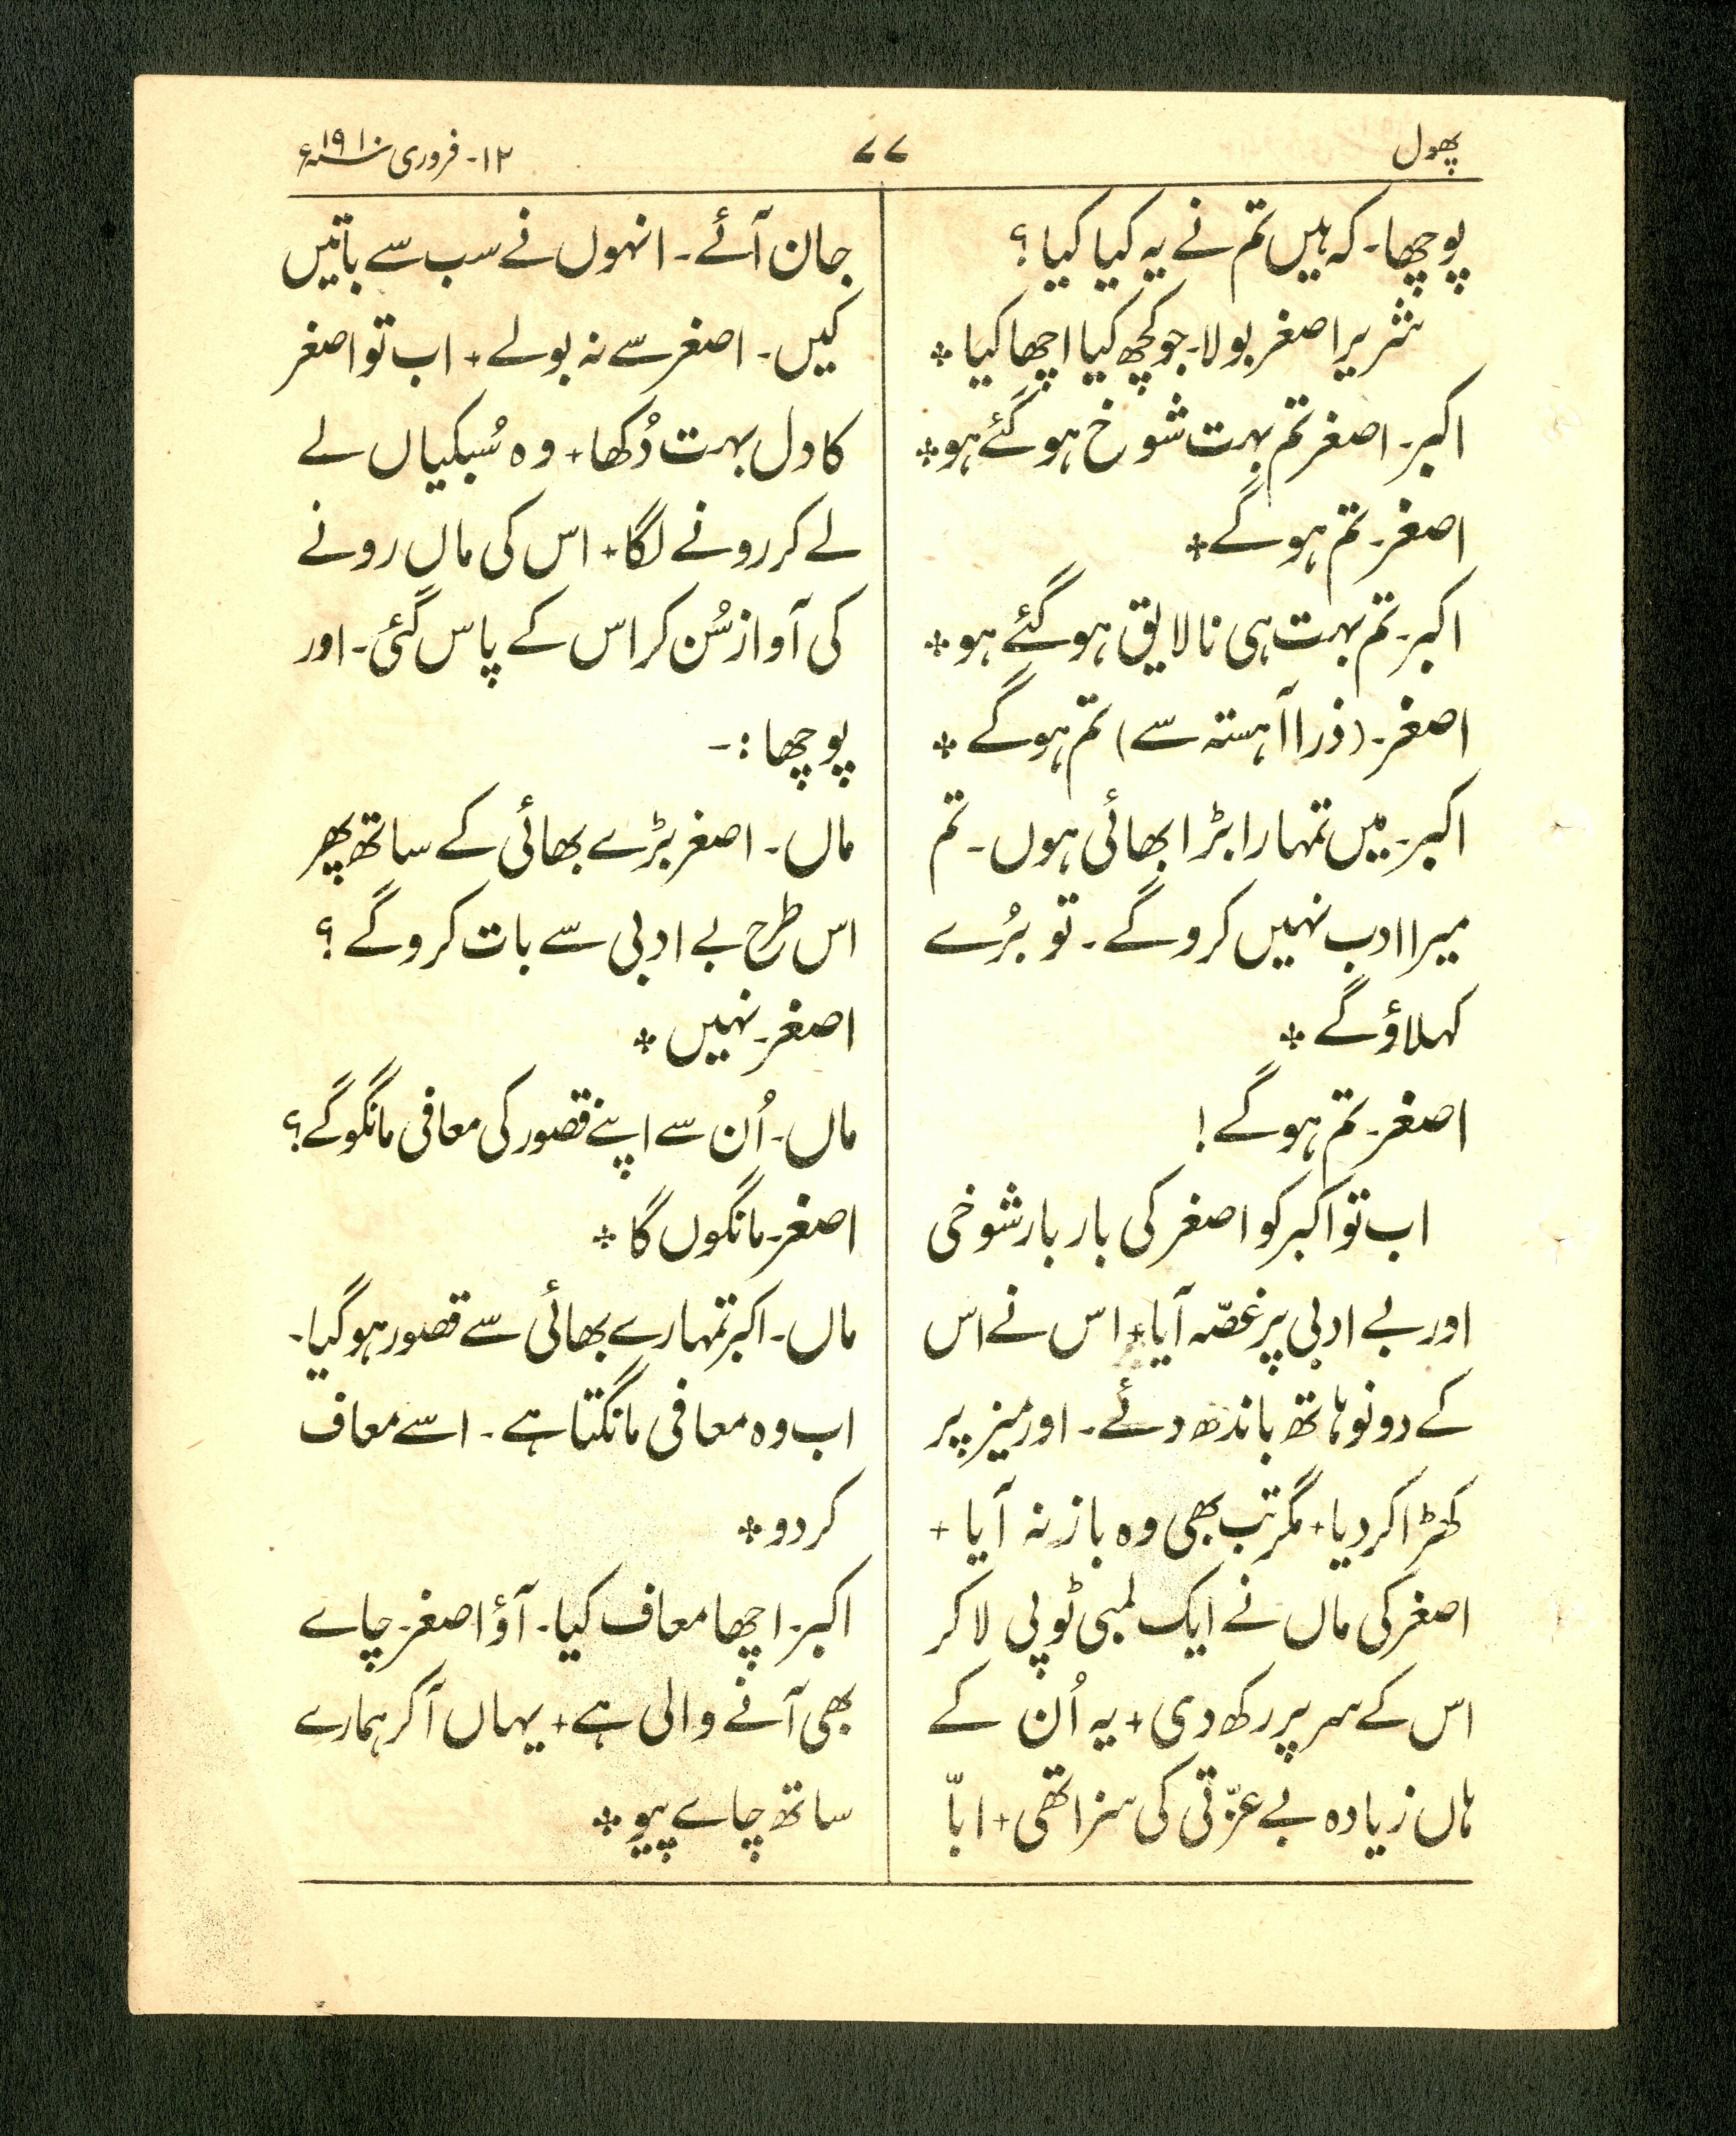 پھول ۷۷ ۱۲۔ فروری سنہ ۱۹۱۰ء
پوچھا۔ کہ ہیں تم نے یہ کیا کیا؟
شریر اصغر بولا۔ جو کچھ کیا اچھا کیا ٭
اکبر۔ اصغر تم بہت شوخ ہو گئے ہو ٭
اصغر۔ تم ہو گے ٭
اکبر۔ تم بہت ہی نالایق ہو گئے ہو ٭
اصغر۔ (ذرا آہستہ سے) تم ہو گے ٭
اکبر۔ میں تمہارا بڑا بھائی ہوں۔ تم
میرا ادب نہیں کرو گے۔ تو بُرے
کہلاؤ گے ٭
اصغر۔ تم ہو گے!
اب تو اکبر کو اصغر کی بار بار شوخی
اور بے ادبی پر غصّہ آیا+ اس نے اس
کے دونو ہاتھ باندھ دئے۔ اور میز پر
کھڑا کر دیا+ مگر تب بھی وہ باز نہ آیا +
اصغر کی ماں نے ایک لمبی ٹوپی لا کر
اس کے سر پر رکھ دی + یہ اُن کے
ہاں زیادہ بے عزّتی کی سزا تھی+ ابّا
جان آئے۔ انہوں نے سب سے باتیں
کیں۔ اصغر سے نہ بولے + اب تو اصغر
کا دل بہت دُکھا+ وہ سُبکیاں لے
لے کر رونے لگا+ اس کی ماں رونے
کی آواز سُن کر اس کے پاس گئی۔ اور
پوچھا:-
ماں۔ اصغر بڑے بھائی کے ساتھ پھر
اس طرح بے ادبی سے بات کرو گے؟
اصغر۔ نہیں ٭
ماں۔ اُن سے اپنے قصور کی معافی مانگو گے؟
اصغر۔ مانگوں گا ٭
ماں۔ اکبر تمہارے بھائی سے قصور ہو گیا۔
اب وہ معافی مانگتا ہے۔ اسے معاف
کر دو ٭
اکبر۔ اچھا معاف کیا۔ آؤ اصغر۔ چاے
بھی آنے والی ہے+ یہاں آ کر ہمارے
ساتھ چاے پیو ٭